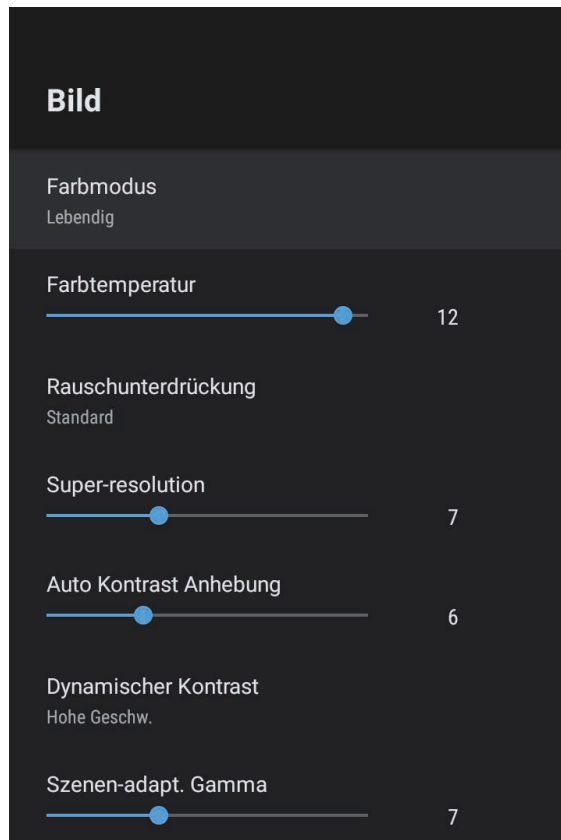 Bild
Farbmodus
Lebendig
Farbtemperatur
12
Rauschunterdrückung
Standard
Super-resolution
7
Auto Kontrast Anhebung
6
Dynamischer Kontrast
Hohe Geschw.
Szenen-adapt. Gamma
7